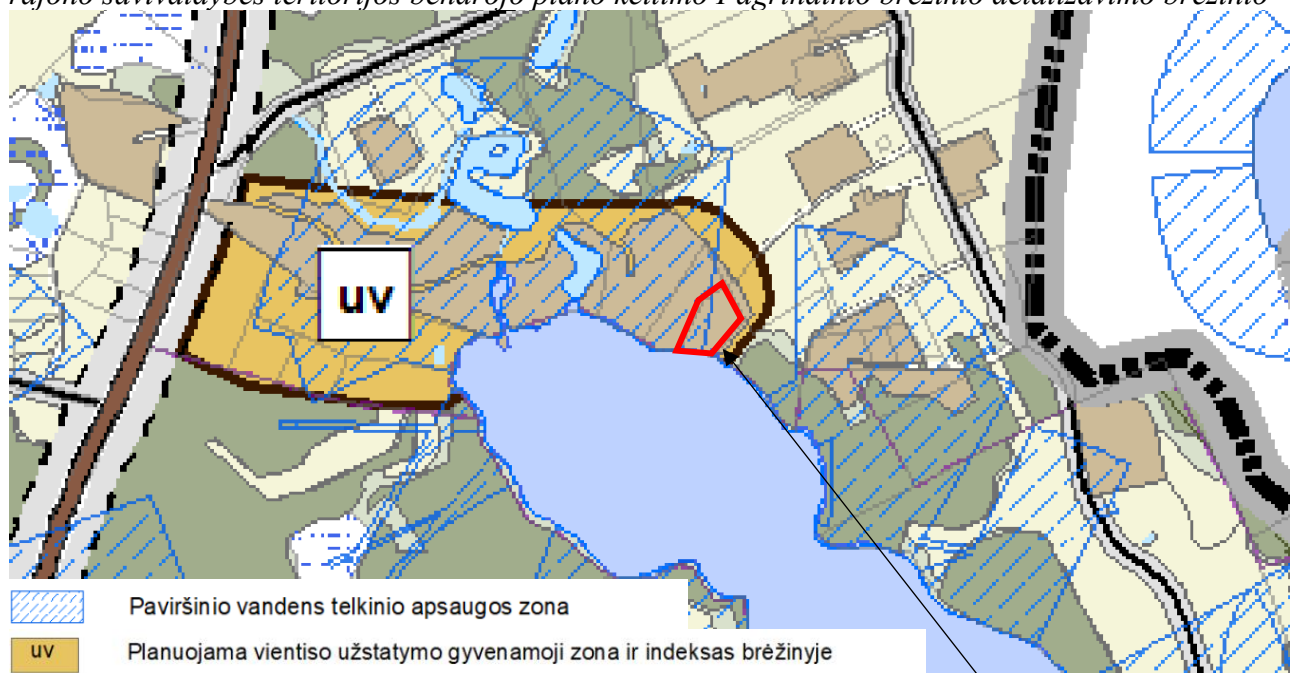 rajono savivaldybės teritorijos bendrojo plano keitimo Pagrindinio brėžinio detalizavimo brėžinio
uv
Paviršinio vandens telkinio apsaugos zona
uv Planuojama vientiso užstatymo gyvenamoji zona ir indeksas brėžinyje